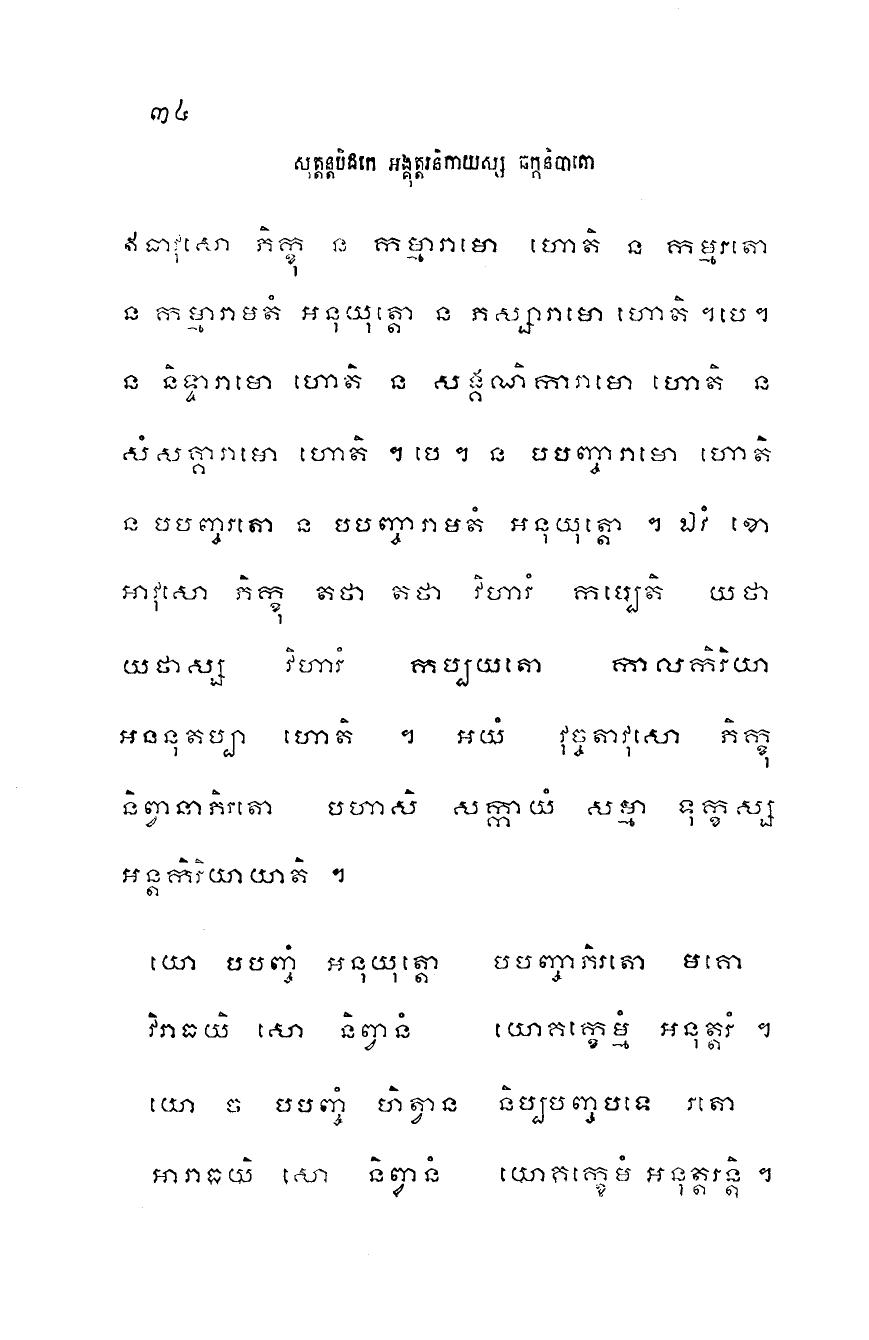 ៣៤
សុត្តន្តបិដកេ អង្គុត្តរនិកាយស្ស ឆក្កនិបាតោ
ឥធាវុសោ ភិក្ខុ ន កម្មារាមោ ហោតិ ន កម្មរតោ
ន កម្មារាមតំ អនុយុត្តោ ន ភស្សារាមោ ហោតិ ។បេ។
ន និទ្ទារាមោ ហោតិ ន សង្គណិការាមោ ហោតិ ន
សំសគ្គារាមោ ហោតិ ។ បេ ។ ន បបញ្ចារាមោ ហោតិ
ន បបញ្ចរតោ ន បបញ្ចារាមតំ អនុយុត្តោ ។ ឯវំ ខោ
អាវុសោ ភិក្ខុ តថា តថា វិហារំ កប្បេតិ យថា
យថាស្ស វិហារំ កប្បយតោ កាលកិរិយា
អននុតប្បា ហោតិ ។ អយំ វុច្ចតាវុសោ ភិក្ខុ
និព្វានាភិរតោ បហាសិ សក្កាយំ សម្មា ទុក្ខស្ស
អន្តកិរិយាយាតិ ។
យោ បបញ្ចំ អនុយុត្តោ បបញ្ចាភិរតោ មគោ
វិរាធយិ សោ និព្វានំ យោគក្ខេម្មំ អនុត្តរំ ។
យោ ច បបញ្ចំ ហិត្វាន និប្បបញ្ចបទេ រតោ
អារាធយិ សោ និព្វានំ យោគក្ខេមំ អនុត្តរន្តិ ។